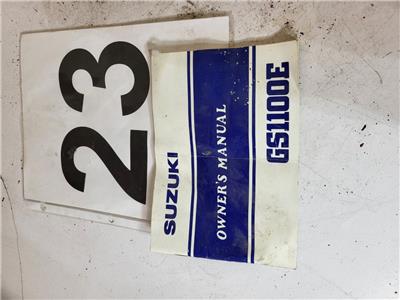 23
SUZUKI
OWNER'S MANUAL
GS1100E